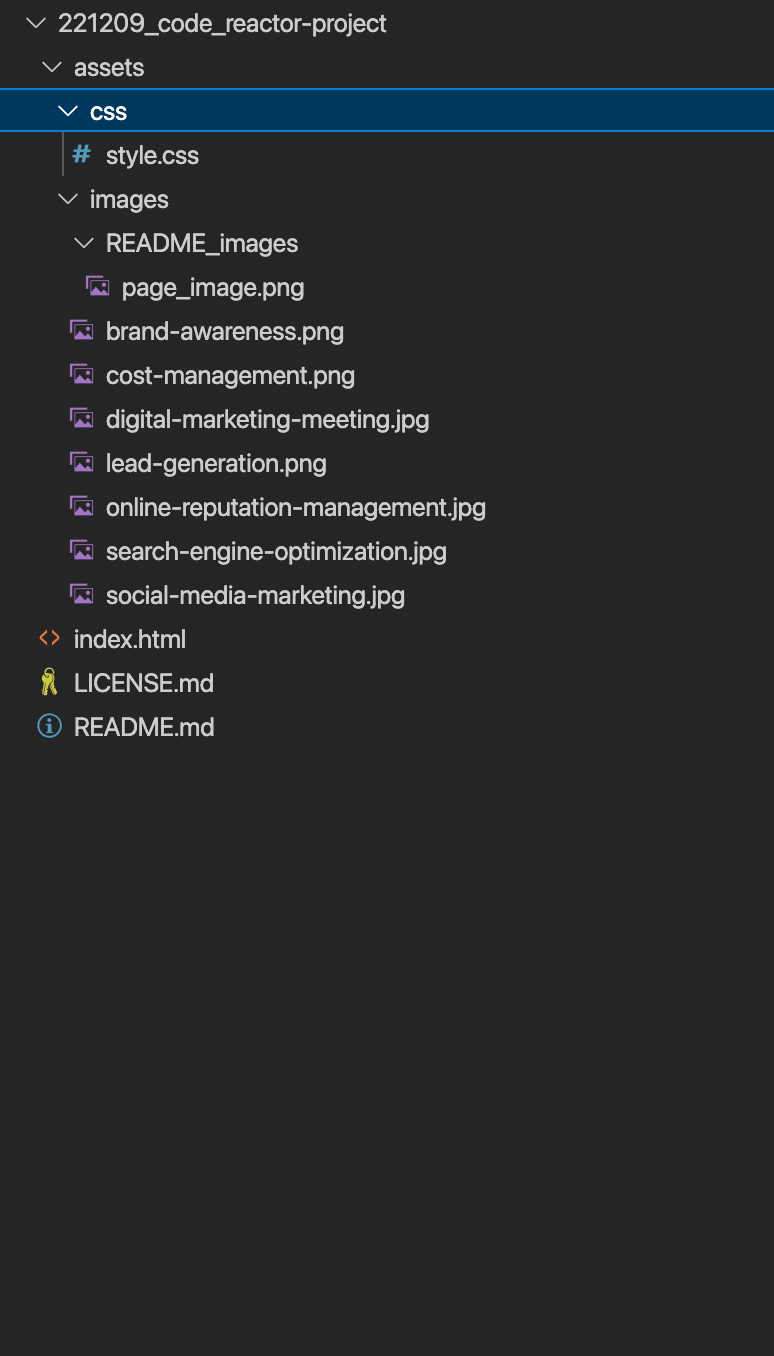 221209_code_reactor-project
assets
css
# style.css
images
README_images
page_image.png
brand-awareness.png
cost-management.png
digital-marketing-meeting.jpg
lead-generation.png
online-reputation-management.jpg
search-engine-optimization.jpg
social-media-marketing.jpg
index.html
LICENSE.md
README.md